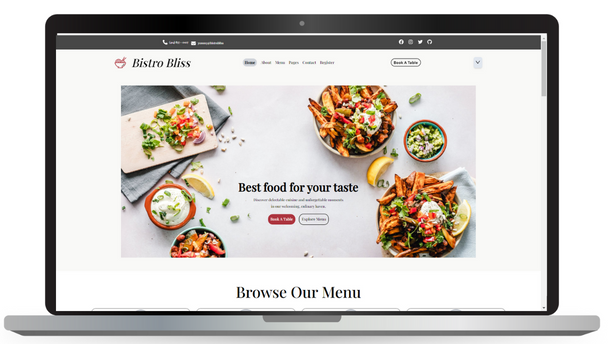 Bistro Bliss
Home About Menu Pages Contact Register
Book A Table
Best food for your taste
Discover delectable cuisine and unforgettable moments
in our welcoming, culinary haven.
Book A Table Explore Menu
Browse Our Menu